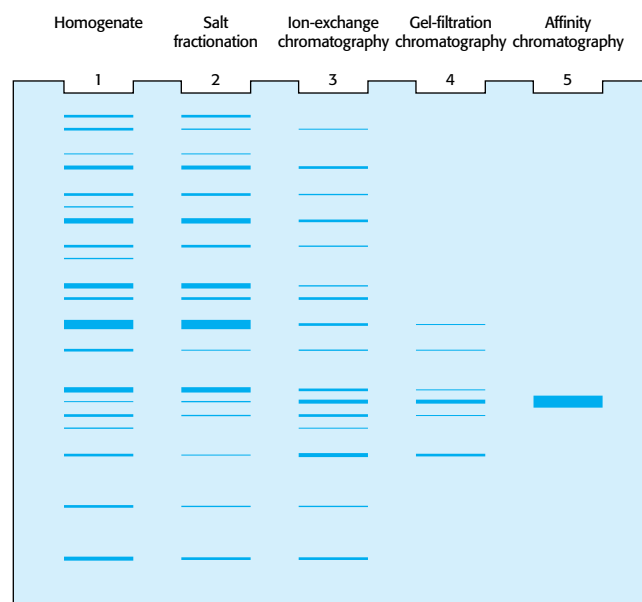 Homogenate
Salt
fractionation
Ion-exchange
chromatography
Gel-filtration
chromatography
Affinity
chromatography
1 2 3 4 5